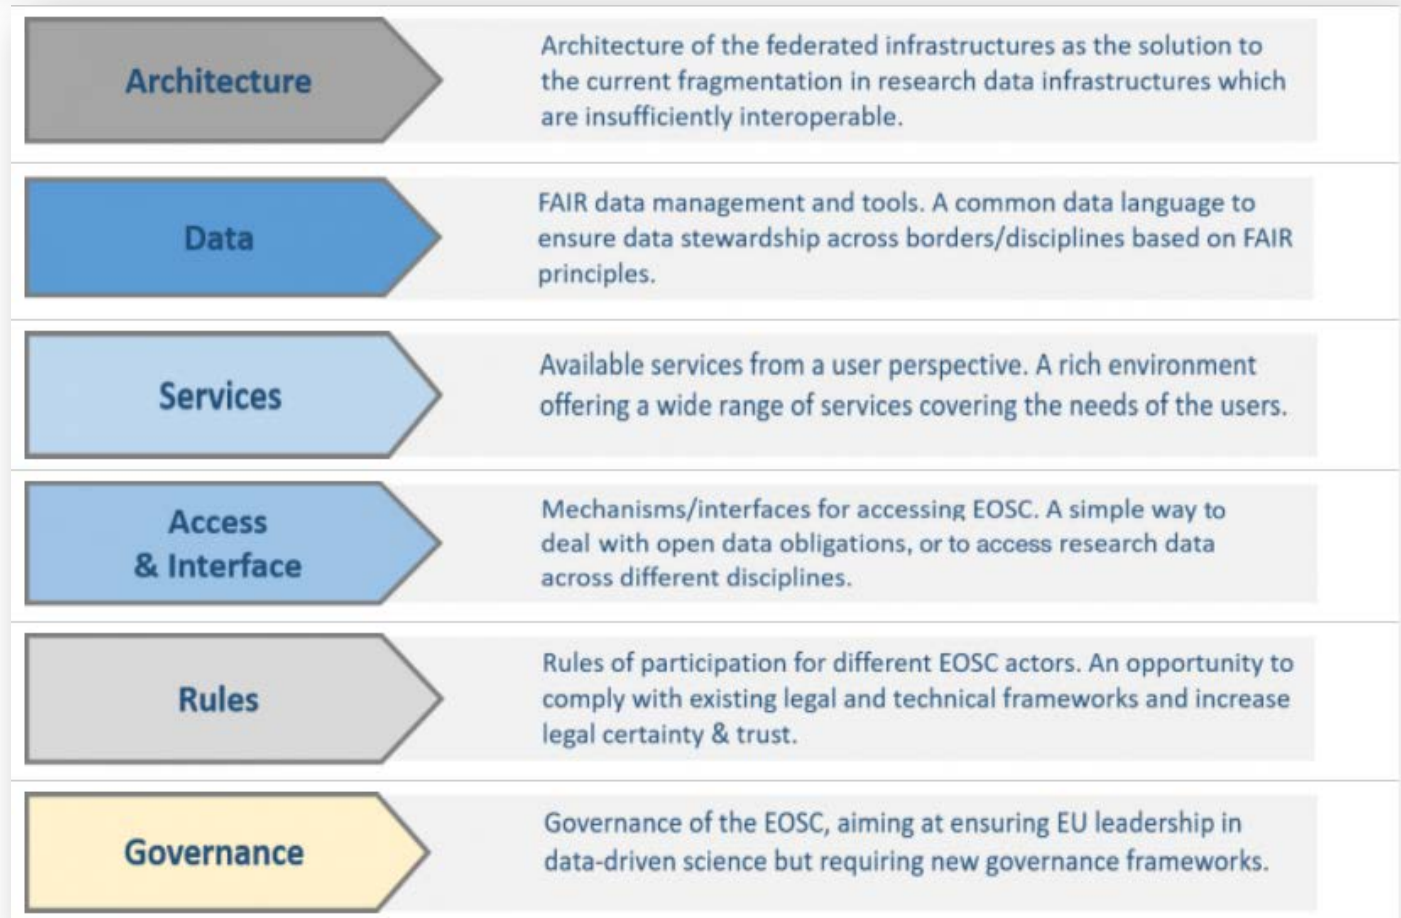 Architecture
Architecture of the federated infrastructures as the solution to
the current fragmentation in research data infrastructures which
are insufficiently interoperable.
Data
FAIR data management and tools. A common data language to
ensure data stewardship across borders/disciplines based on FAIR
principles.
Services
Available services from a user perspective. A rich environment
offering a wide range of services covering the needs of the users.
Access
& Interface
Mechanisms/interfaces for accessing EOSC. A simple way to
deal with open data obligations, or to access research data
across different disciplines.
Rules
Rules of participation for different EOSC actors. An opportunity to
comply with existing legal and technical frameworks and increase
legal certainty & trust.
Governance
Governance of the EOSC, aiming at ensuring EU leadership in
data-driven science but requiring new governance frameworks.